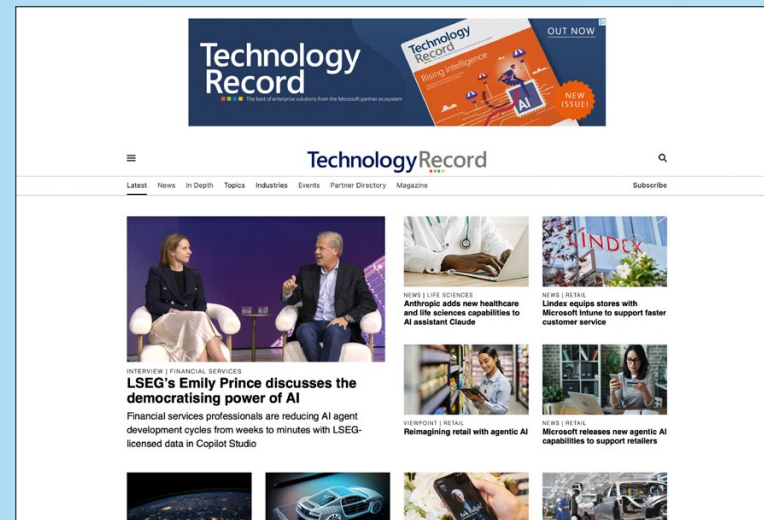 Technology
Record
The best of enterprise solutions from the Microsoft partner ecosystem
Technology
Record
Rising intelligence
AI
OUT NOW
NEW
ISSUE!
TechnologyRecord
Latest News In Depth Topics Industries Events Partner Directory Magazine Subscribe
INTERVIEW | FINANCIAL SERVICES
LSEG's Emily Prince discusses the
democratising power of AI
Financial services professionals are reducing AI agent
development cycles from weeks to minutes with LSEG-
licensed data in Copilot Studio
NEWS | LIFE SCIENCES
Anthropic adds new healthcare
and life sciences capabilities to
AI assistant Claude
LINDEX
NEWS | RETAIL
Lindex equips stores with
Microsoft Intune to support faster
customer service
VIEWPOINT | RETAIL
Reimagining retail with agentic AI
NEWS | RETAIL
Microsoft releases new agentic AI
capabilities to support retailers